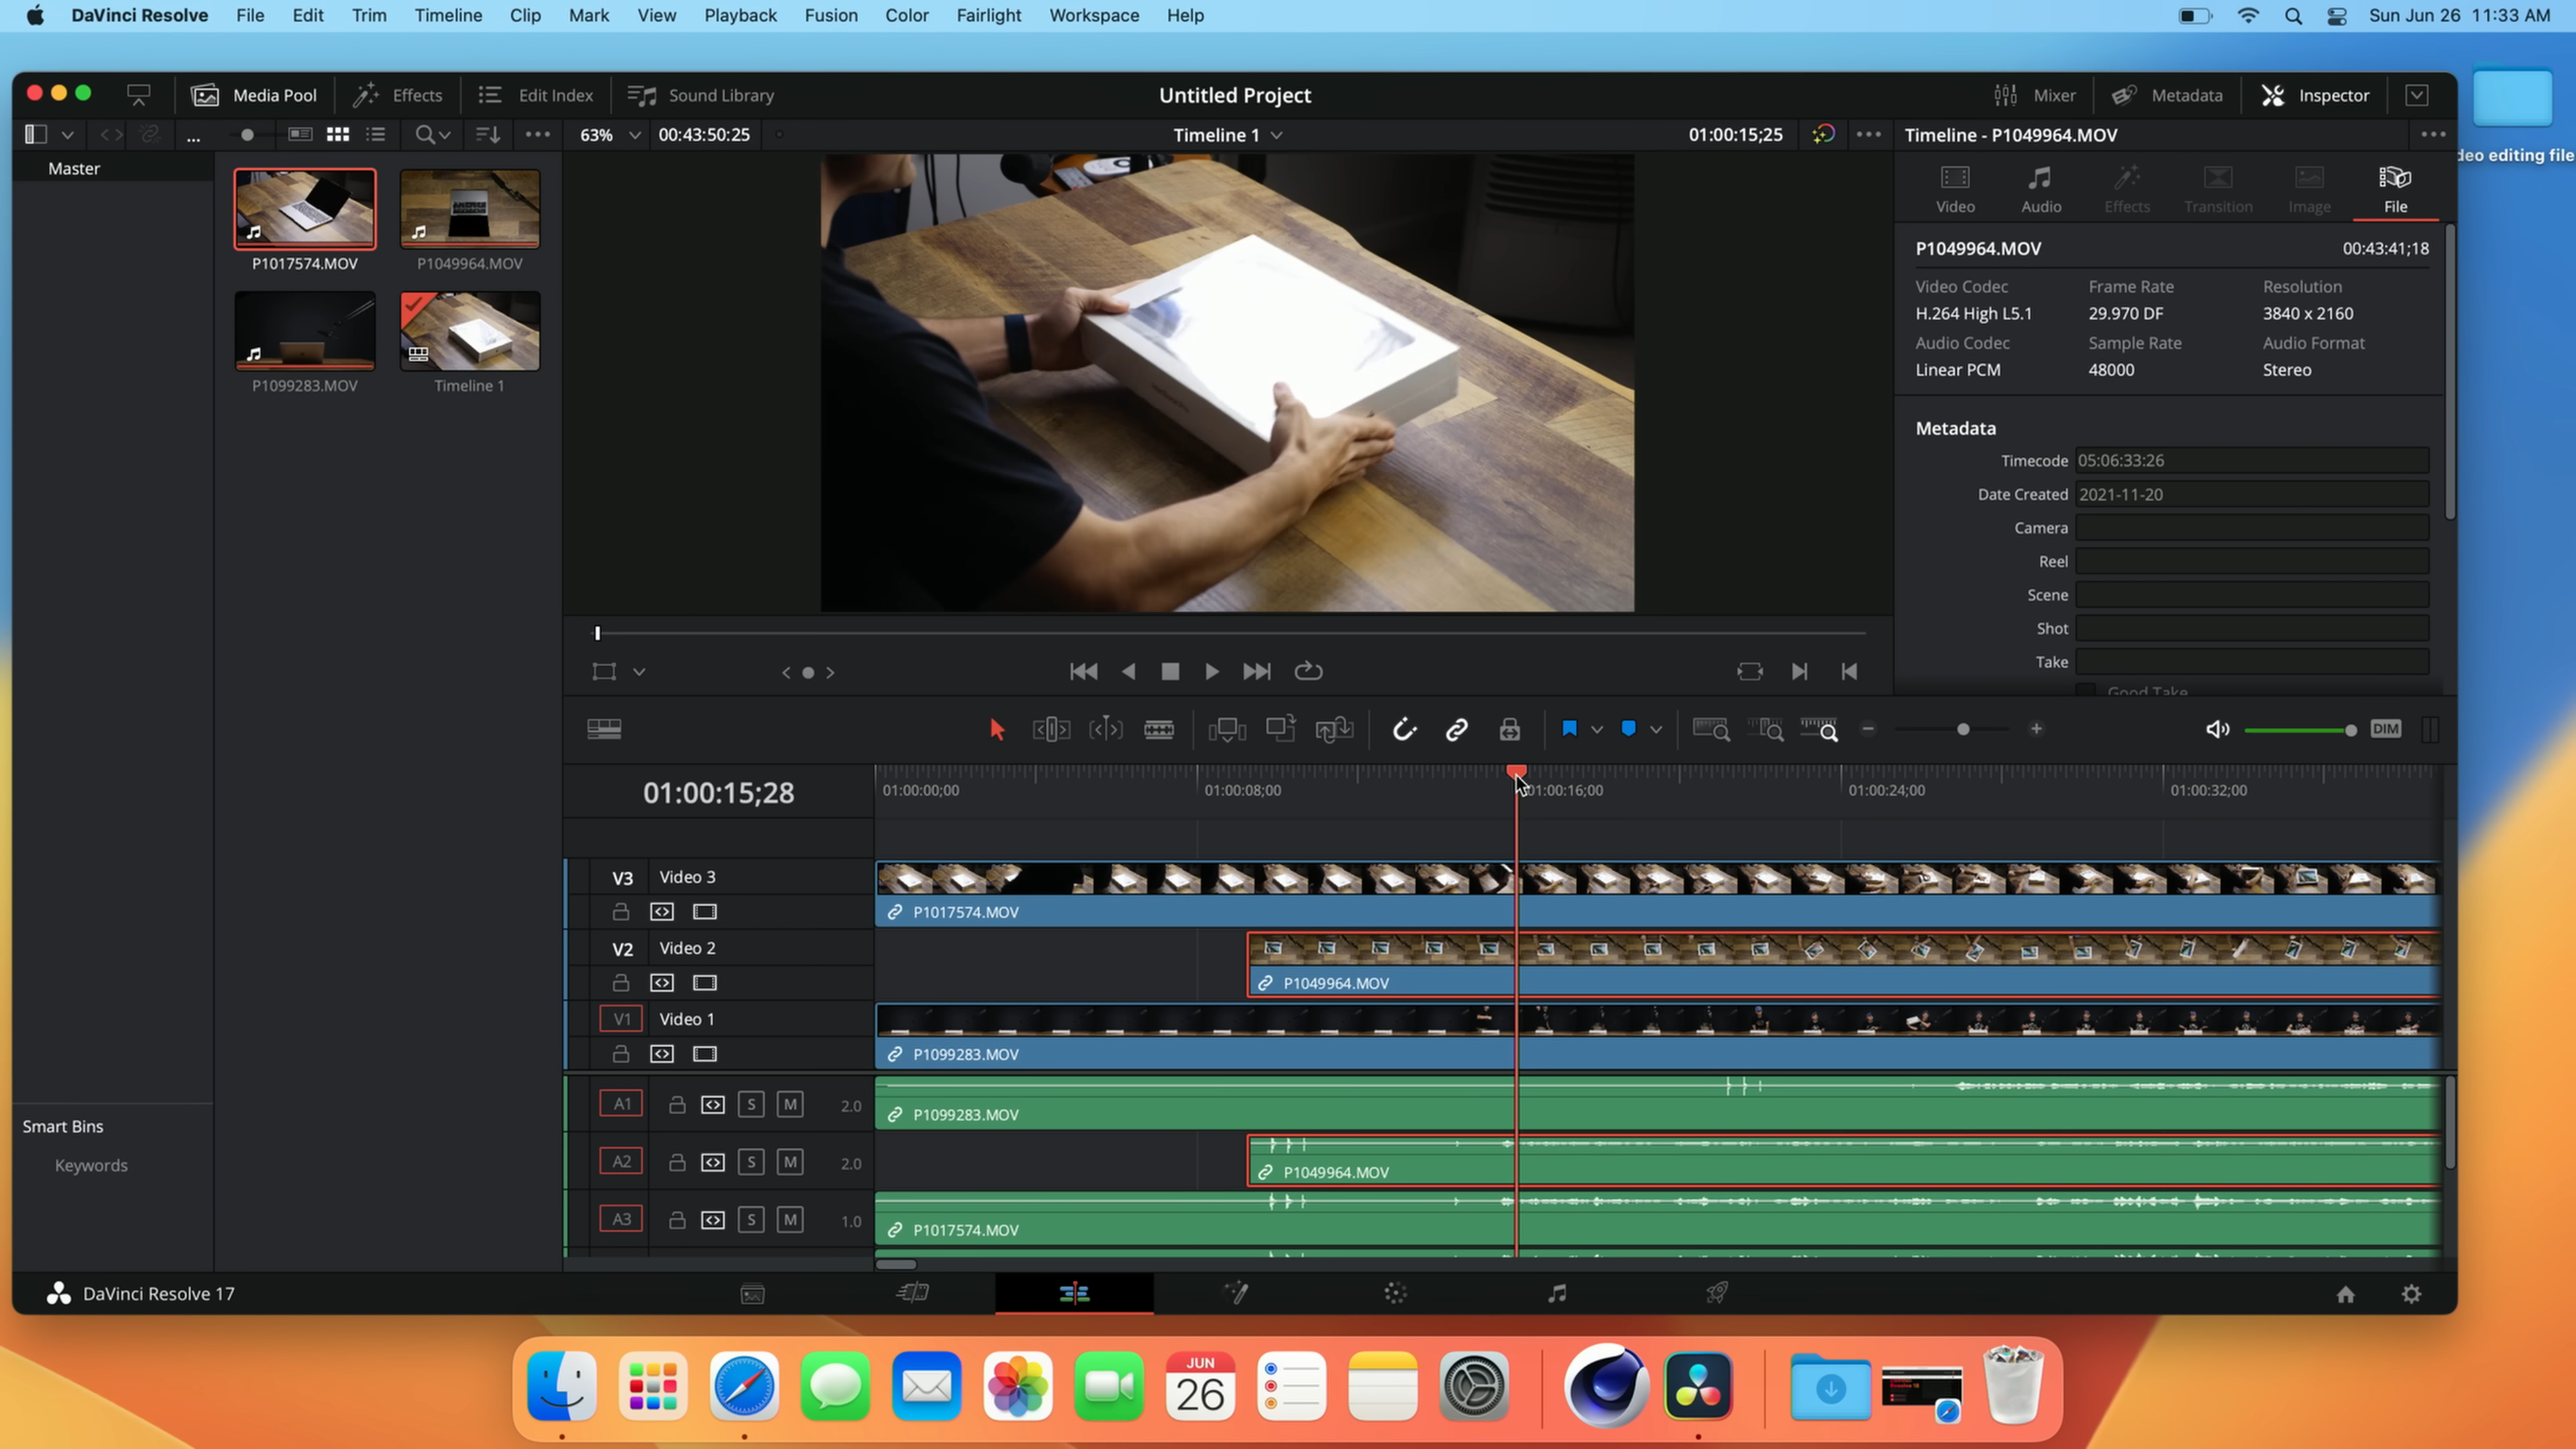 DaVinci Resolve File Edit Trim Timeline Clip Mark View Playback Fusion Color Fairlight Workspace Help Sun Jun 26 11:33 AM
Media Pool Effects Edit Index Sound Library Untitled Project Mixer Metadata Inspector
... 63% 00:43:50:25 Timeline 1 01:00:15;25 Timeline - P1049964.MOV
deo editing file
Master
Video Audio Effects Transition Image File
P1017574.MOV P1049964.MOV
P1099283.MOV Timeline 1
P1049964.MOV 00:43:41;18
Video Codec Frame Rate Resolution
H.264 High L5.1 29.970 DF 3840 x 2160
Audio Codec Sample Rate Audio Format
Linear PCM 48000 Stereo
Metadata
Timecode 05:06:33:26
Date Created 2021-11-20
Camera
Reel
Scene
Shot
Take
Good Take
DIM
01:00:15;28 01:00:00;00 01:00:08;00 01:00:16;00 01:00:24;00 01:00:32;00
V3 Video 3
P1017574.MOV
V2 Video 2
P1049964.MOV
V1 Video 1
P1099283.MOV
A1 S M 2.0
P1099283.MOV
A2 S M 2.0
P1049964.MOV
A3 S M 1.0
P1017574.MOV
Smart Bins
Keywords
DaVinci Resolve 17
JUN
26